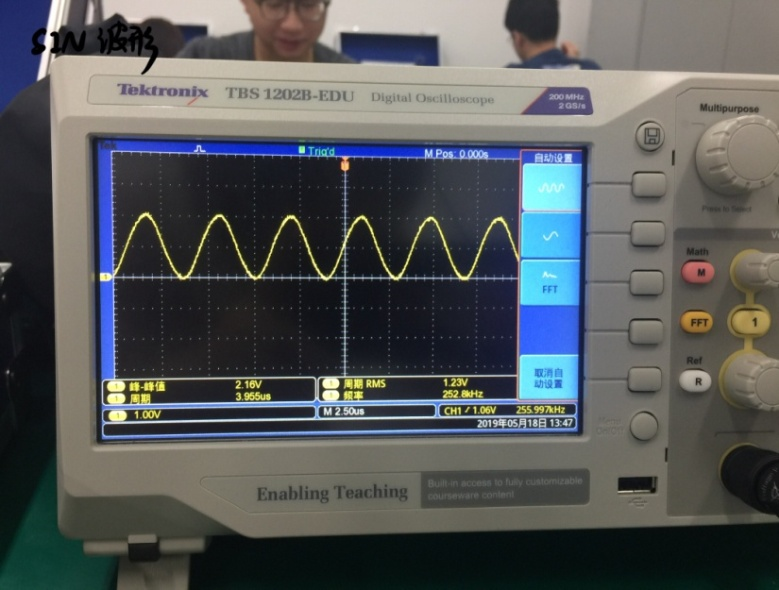 SIN 波形
Tektronix TBS 1202B-EDU Digital Oscilloscope
200 MHz
2 GS/s
Multipurpose
Press to Select
Tek Trig'd M Pos: 0.000s
自动设置
FFT
取消自
动设置
1 峰-峰值 2.16V
1 周期 3.955us
1 周期 RMS 1.23V
1 频率 252.8kHz
1 1.00V M 2.50us CH1 1.06V 255.997kHz
2019年05月18日 13:47
Math
M
FFT
1
Ref
R
Enabling Teaching
Built-in access to fully customizable
courseware content